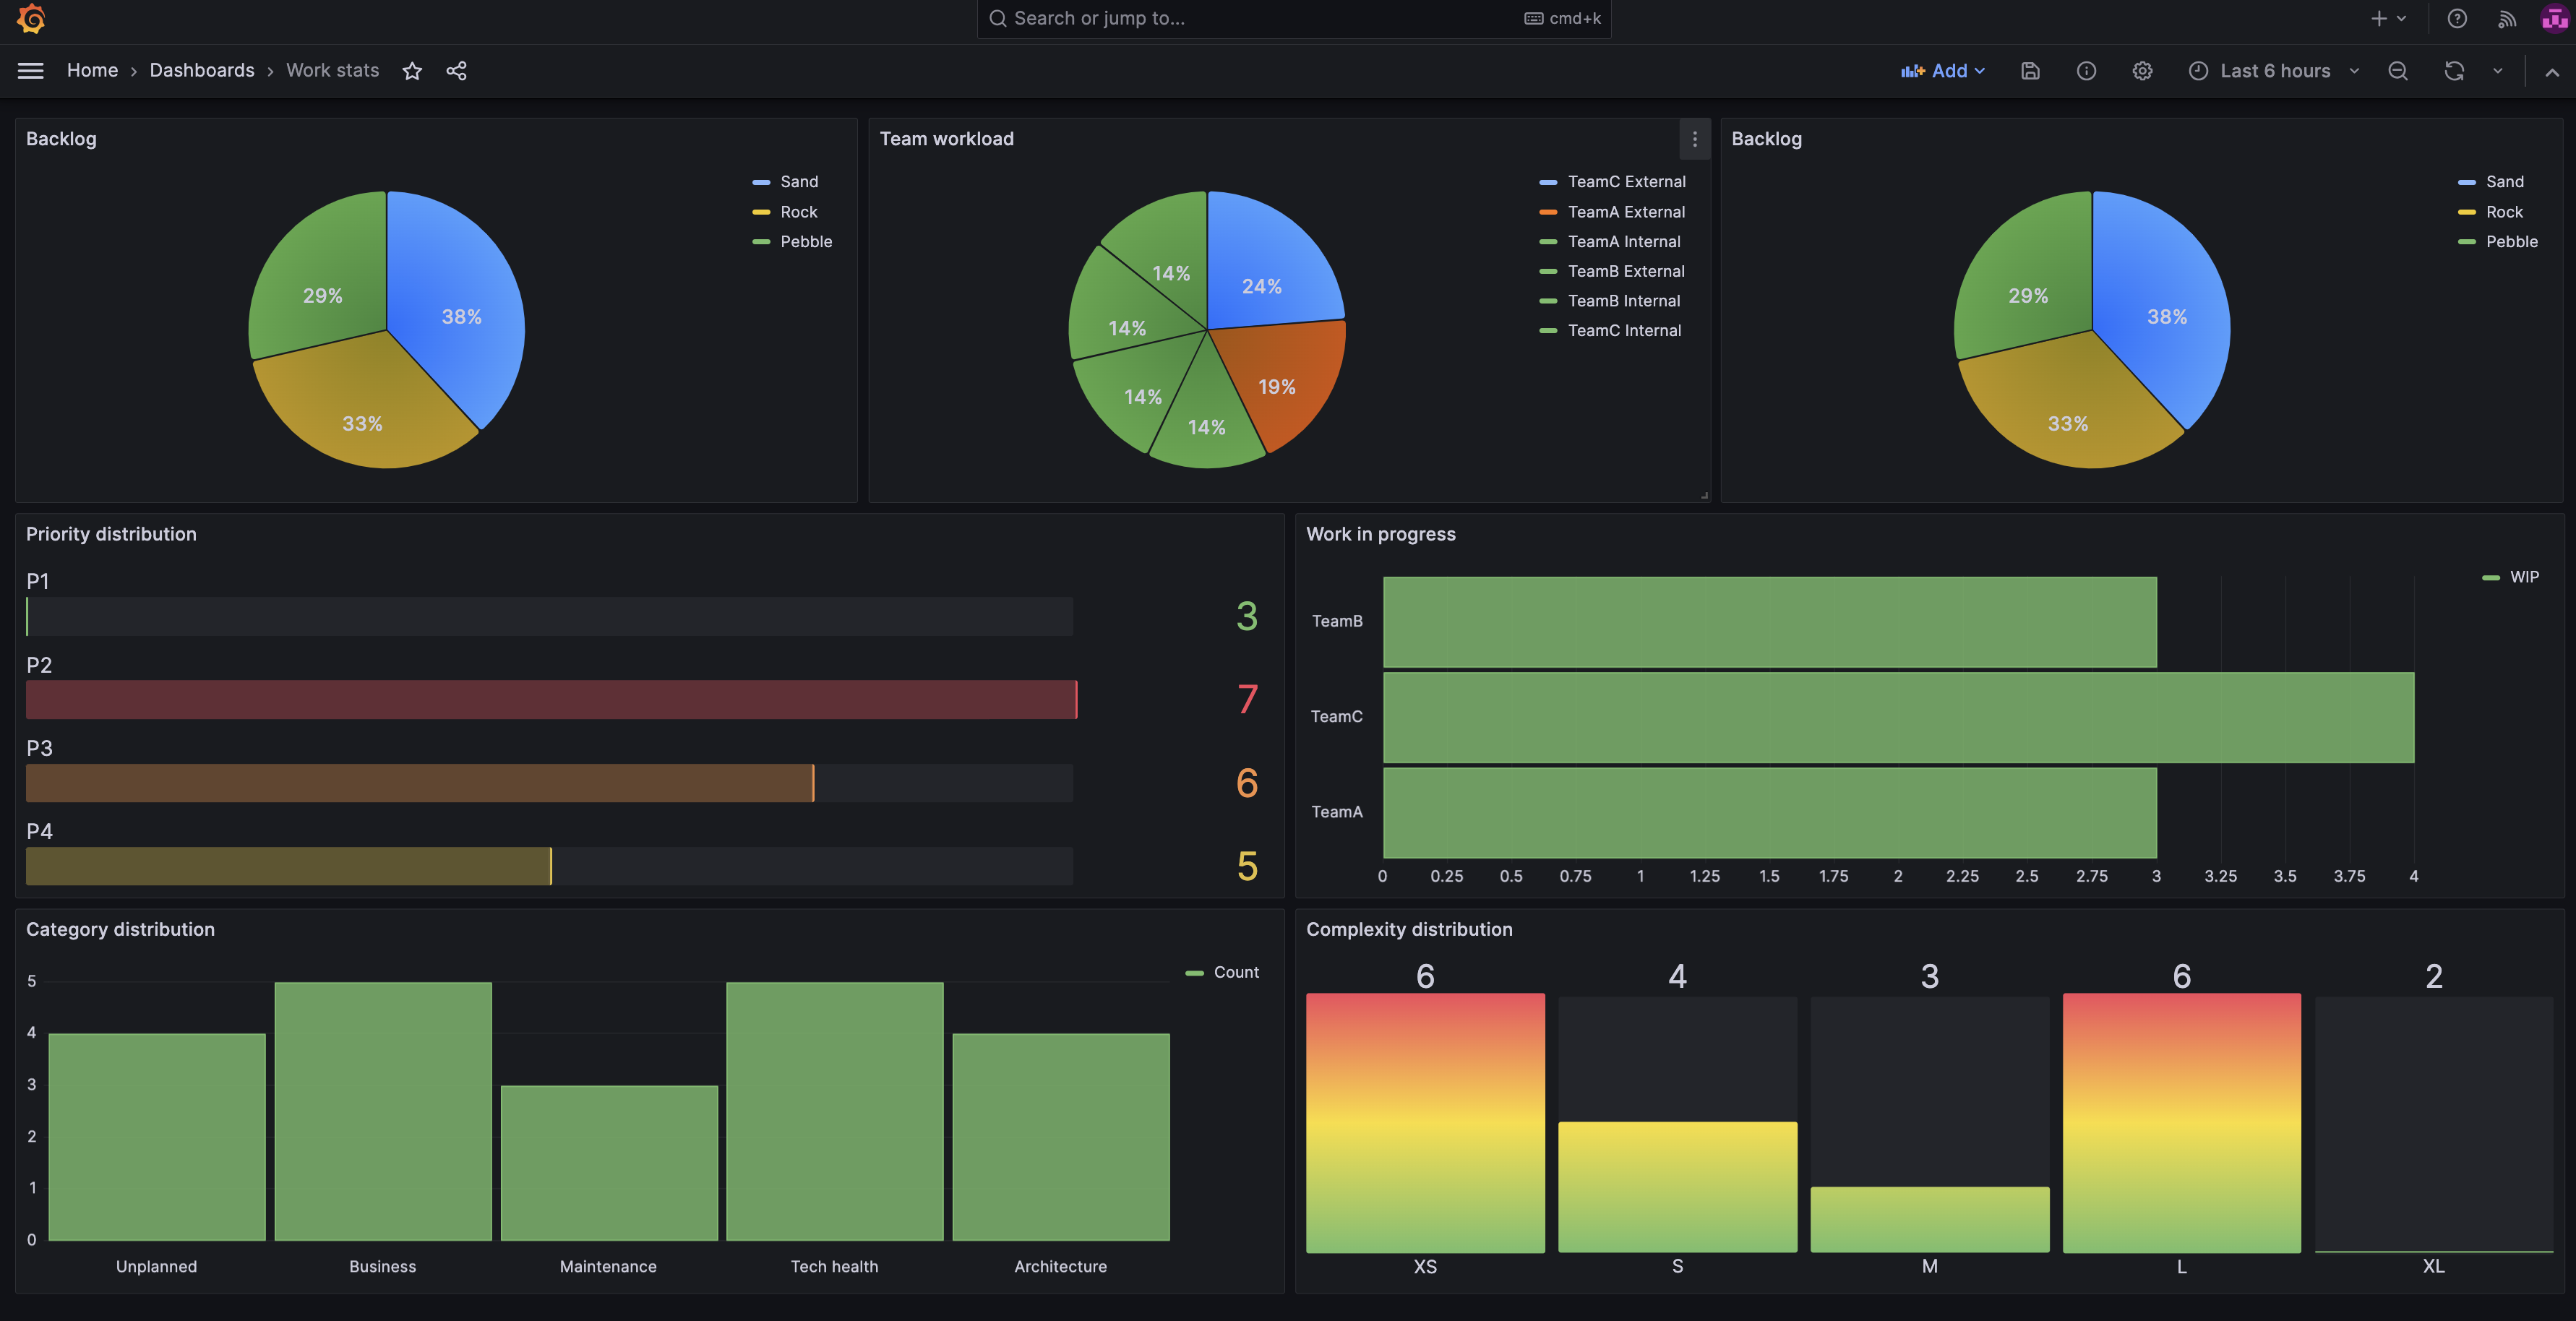 Search or jump to...
cmd+k
Home
Dashboards
Work stats
Add
Last 6 hours
Backlog
Sand
Rock
Pebble
29%
38%
33%
Team workload
TeamC External
TeamA External
TeamA Internal
TeamB External
TeamB Internal
TeamC Internal
14%
24%
14%
19%
14%
14%
Backlog
Sand
Rock
Pebble
29%
38%
33%
Priority distribution
P1
3
P2
7
P3
6
P4
5
Work in progress
WIP
TeamB
TeamC
TeamA
0 0.25 0.5 0.75 1 1.25 1.5 1.75 2 2.25 2.5 2.75 3 3.25 3.5 3.75 4
Category distribution
Count
5
4
3
2
1
0
Unplanned Business Maintenance Tech health Architecture
Complexity distribution
6 4 3 6 2
XS S M L XL